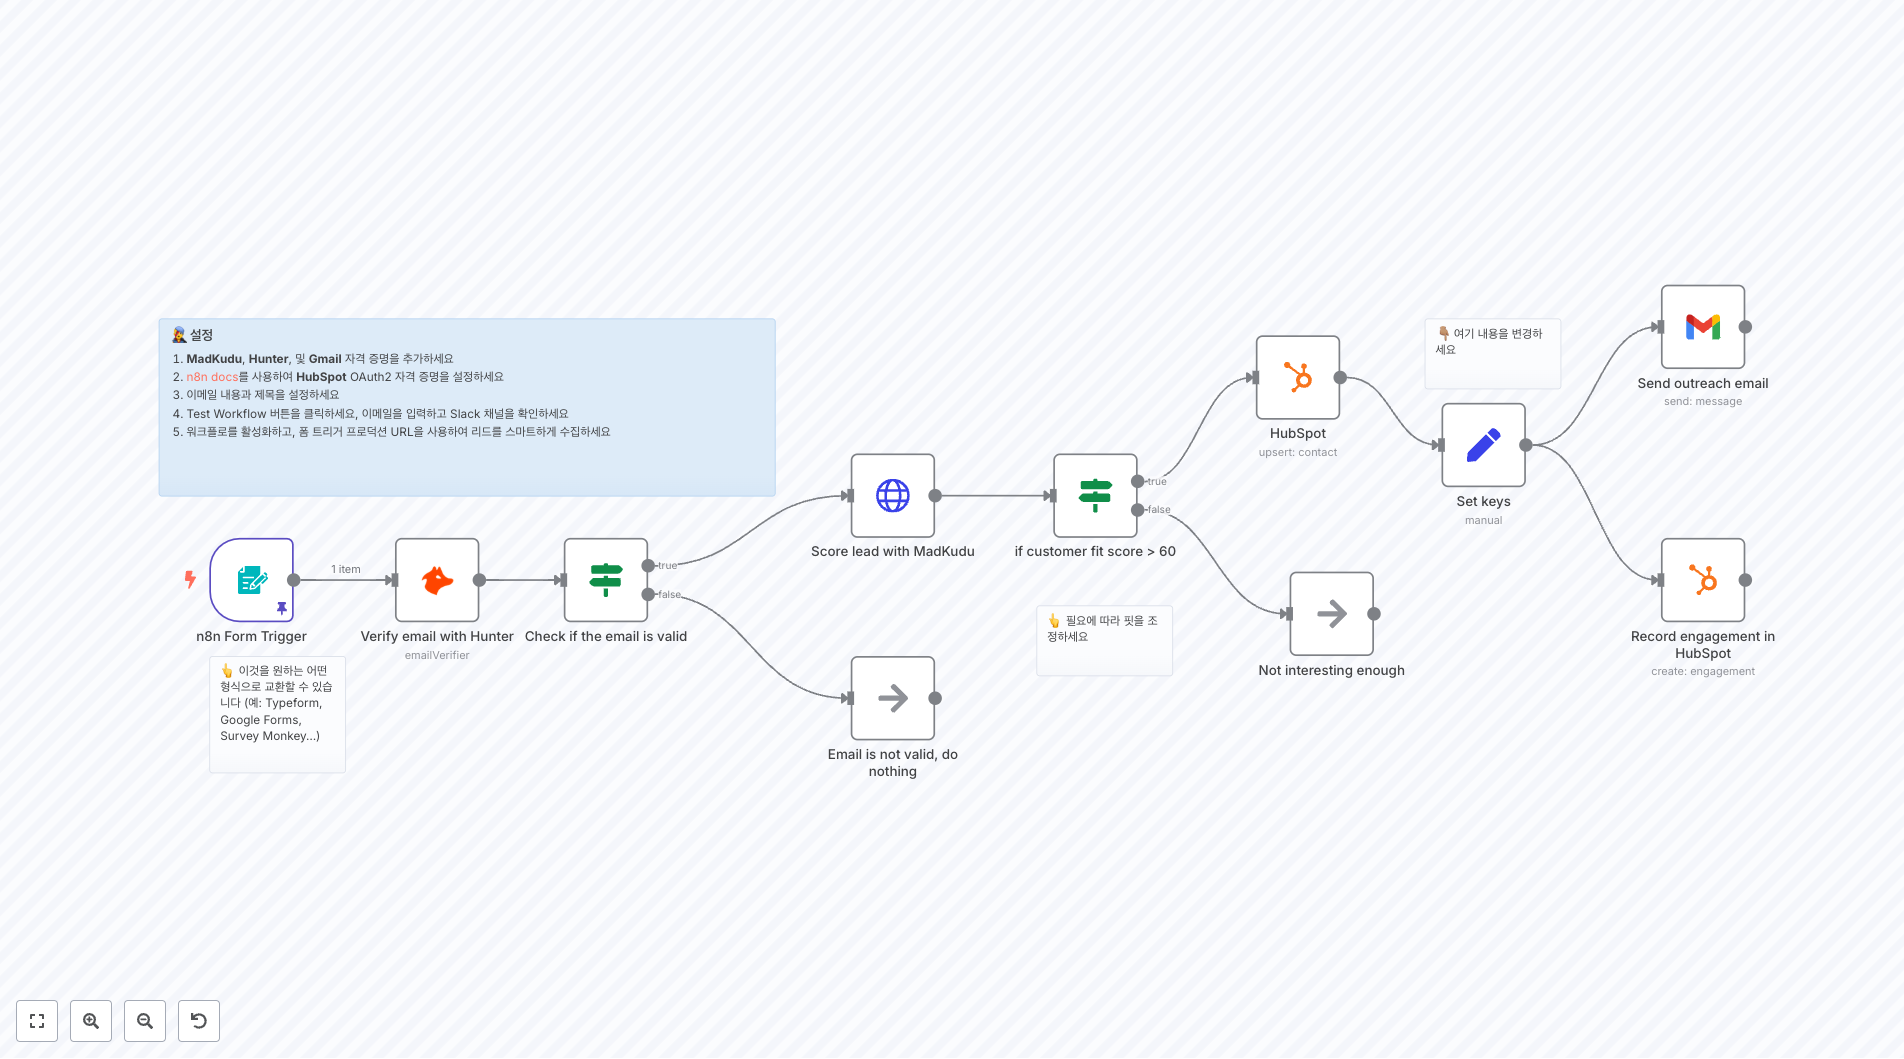 설정
1. MadKudu, Hunter, 및 Gmail 자격 증명을 추가하세요
2. n8n docs를 사용하여 HubSpot OAuth2 자격 증명을 설정하세요
3. 이메일 내용과 제목을 설정하세요
4. Test Workflow 버튼을 클릭하세요, 이메일을 입력하고 Slack 채널을 확인하세요
5. 워크플로를 활성화하고, 폼 트리거 프로덕션 URL을 사용하여 리드를 스마트하게 수집하세요
1 item
n8n Form Trigger
👆 이것을 원하는 어떤
형식으로 교환할 수 있습
니다 (예: Typeform,
Google Forms,
Survey Monkey...)
Verify email with Hunter
emailVerifier
true
false
Check if the email is valid
Score lead with MadKudu
Email is not valid, do
nothing
true
false
if customer fit score > 60
👆 필요에 따라 핏을 조
정하세요
HubSpot
upsert: contact
Not interesting enough
👇🏽 여기 내용을 변경하
세요
Set keys
manual
Send outreach email
send: message
Record engagement in
HubSpot
create: engagement